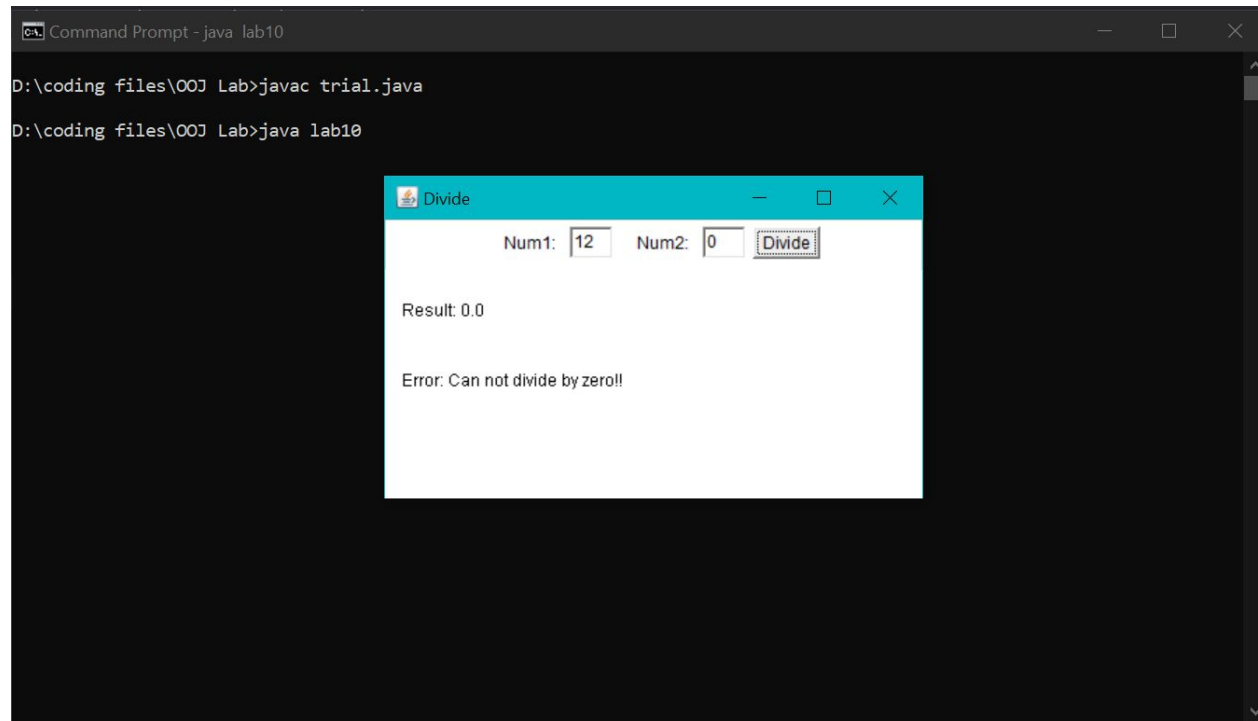 Command Prompt - java lab10
D:\coding files\OOJ Lab>javac trial.java
D:\coding files\OOJ Lab>java lab10
Divide
Num1: 12 Num2: 0 Divide
Result: 0.0
Error: Can not divide by zero!!